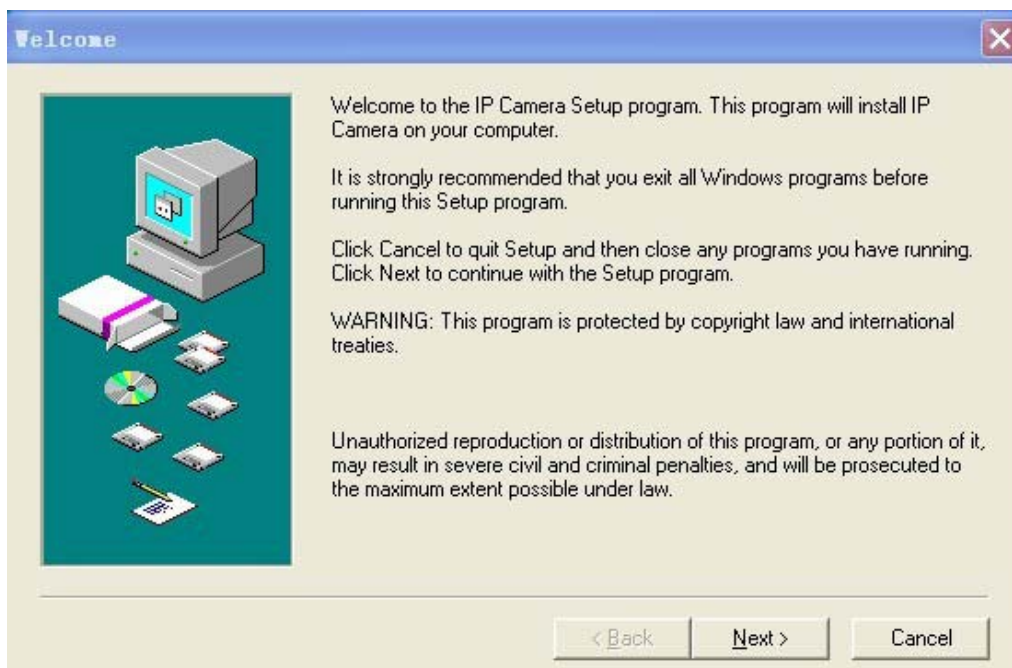 Welcome
Welcome to the IP Camera Setup program. This program will install IP
Camera on your computer.
It is strongly recommended that you exit all Windows programs before
running this Setup program.
Click Cancel to quit Setup and then close any programs you have running.
Click Next to continue with the Setup program.
WARNING: This program is protected by copyright law and international
treaties.
Unauthorized reproduction or distribution of this program, or any portion of it,
may result in severe civil and criminal penalties, and will be prosecuted to
the maximum extent possible under law.
< Back
Next >
Cancel